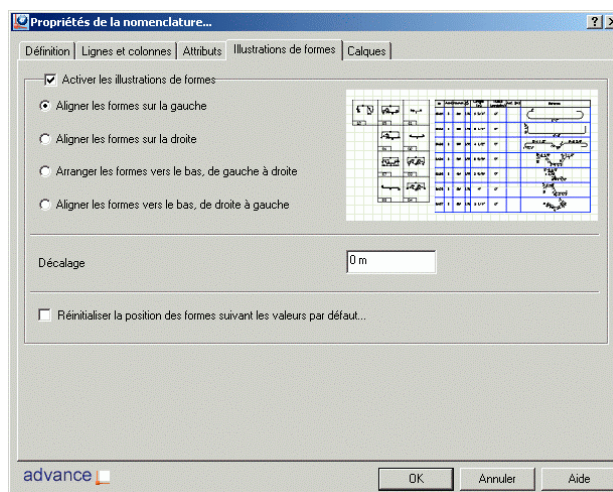 Propriétés de la nomenclature...
Définition
Lignes et colonnes
Attributs
Illustrations de formes
Calques
Activer les illustrations de formes
Aligner les formes sur la gauche
Aligner les formes sur la droite
Arranger les formes vers le bas, de gauche à droite
Aligner les formes vers le bas, de droite à gauche
Décalage
0 m
Réinitialiser la position des formes suivant les valeurs par défaut...
advance
OK
Annuler
Aide